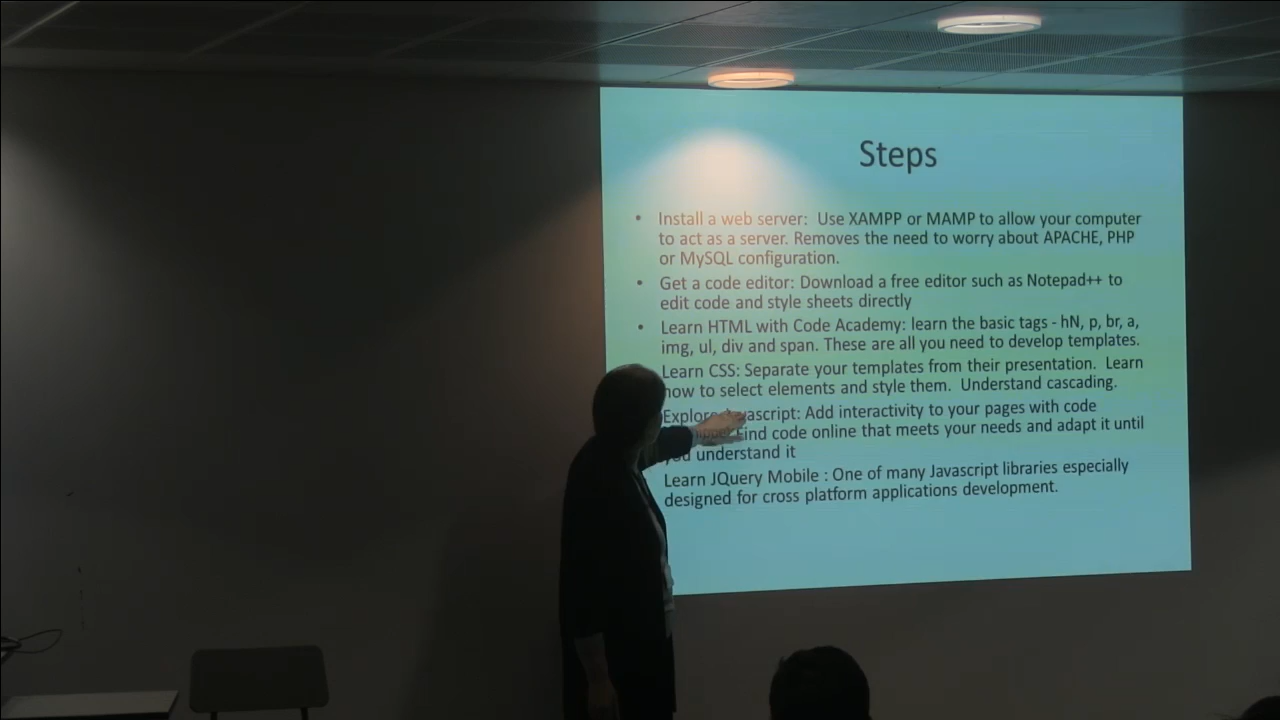 Steps
• Install a web server: Use XAMPP or MAMP to allow your computer
to act as a server. Removes the need to worry about APACHE, PHP
or MySQL configuration.
• Get a code editor: Download a free editor such as Notepad++ to
edit code and style sheets directly
• Learn HTML with Code Academy: learn the basic tags - hN, p, br, a,
img, ul, div and span. These are all you need to develop templates.
Learn CSS: Separate your templates from their presentation. Learn
how to select elements and style them. Understand cascading.
Explore Javascript: Add interactivity to your pages with code
Find code online that meets your needs and adapt it until
you understand it
Learn JQuery Mobile : One of many Javascript libraries especially
designed for cross platform applications development.